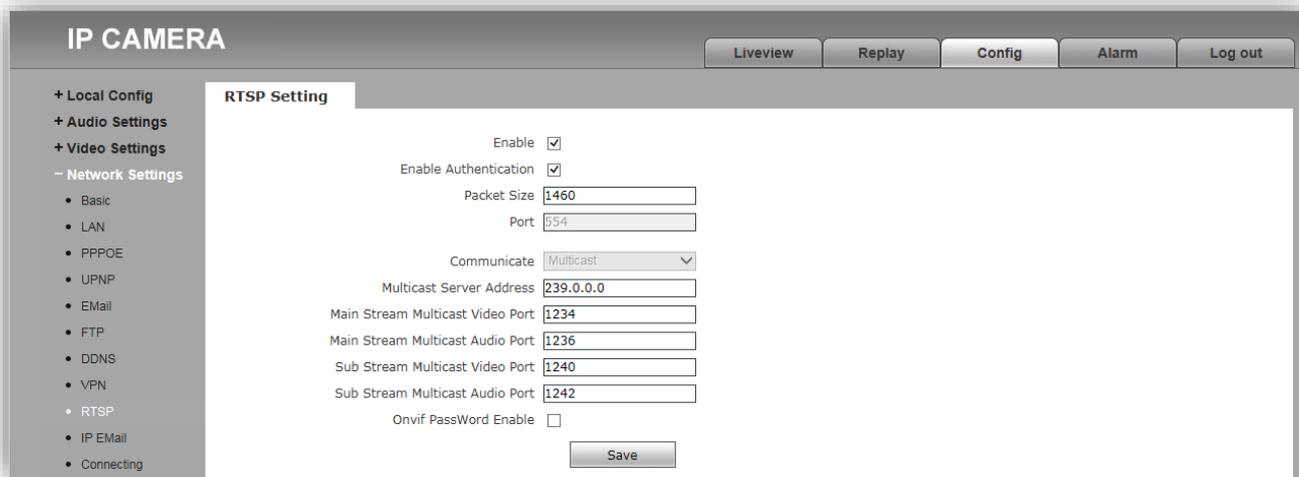 IP CAMERA
Liveview Replay Config Alarm Log out
+ Local Config
+ Audio Settings
+ Video Settings
− Network Settings
• Basic
• LAN
• PPPOE
• UPNP
• EMail
• FTP
• DDNS
• VPN
• RTSP
• IP EMail
• Connecting
RTSP Setting
Enable
Enable Authentication
Packet Size 1460
Port 554
Communicate Multicast
Multicast Server Address 239.0.0.0
Main Stream Multicast Video Port 1234
Main Stream Multicast Audio Port 1236
Sub Stream Multicast Video Port 1240
Sub Stream Multicast Audio Port 1242
Onvif PassWord Enable
Save